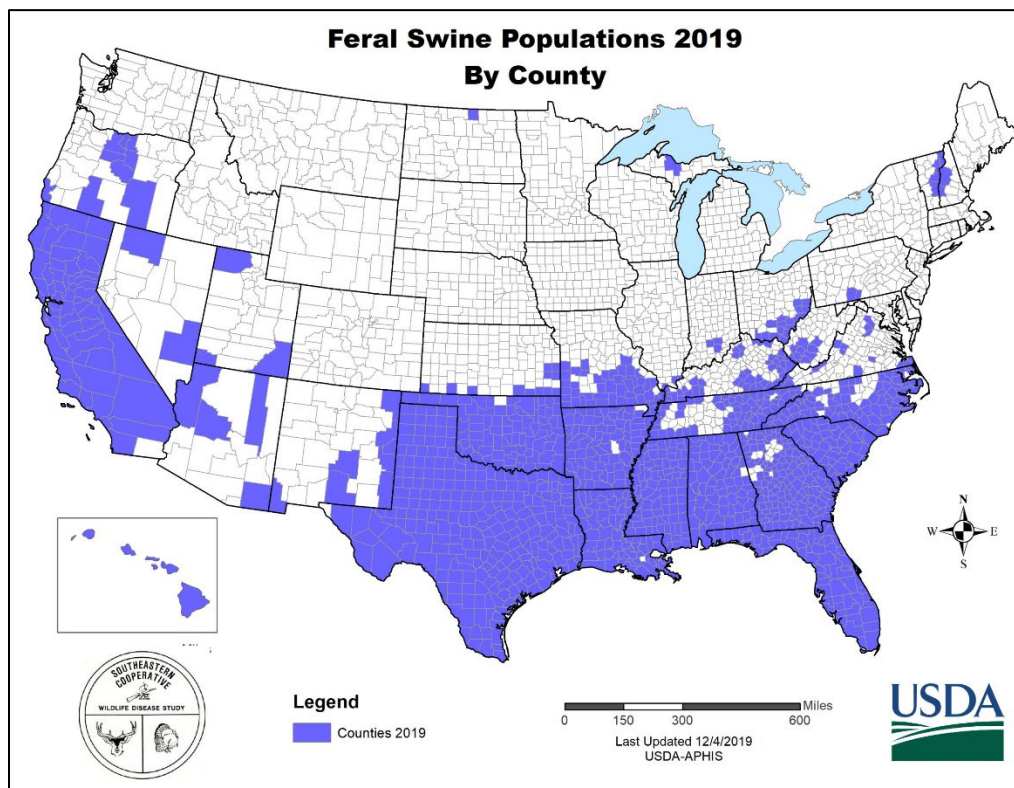 Feral Swine Populations 2019
By County
N
W E
S
SOUTHEASTERN
COOPERATIVE
WILDLIFE DISEASE STUDY
Legend
Counties 2019
Miles
0 150 300 600
Last Updated 12/4/2019
USDA-APHIS
USDA